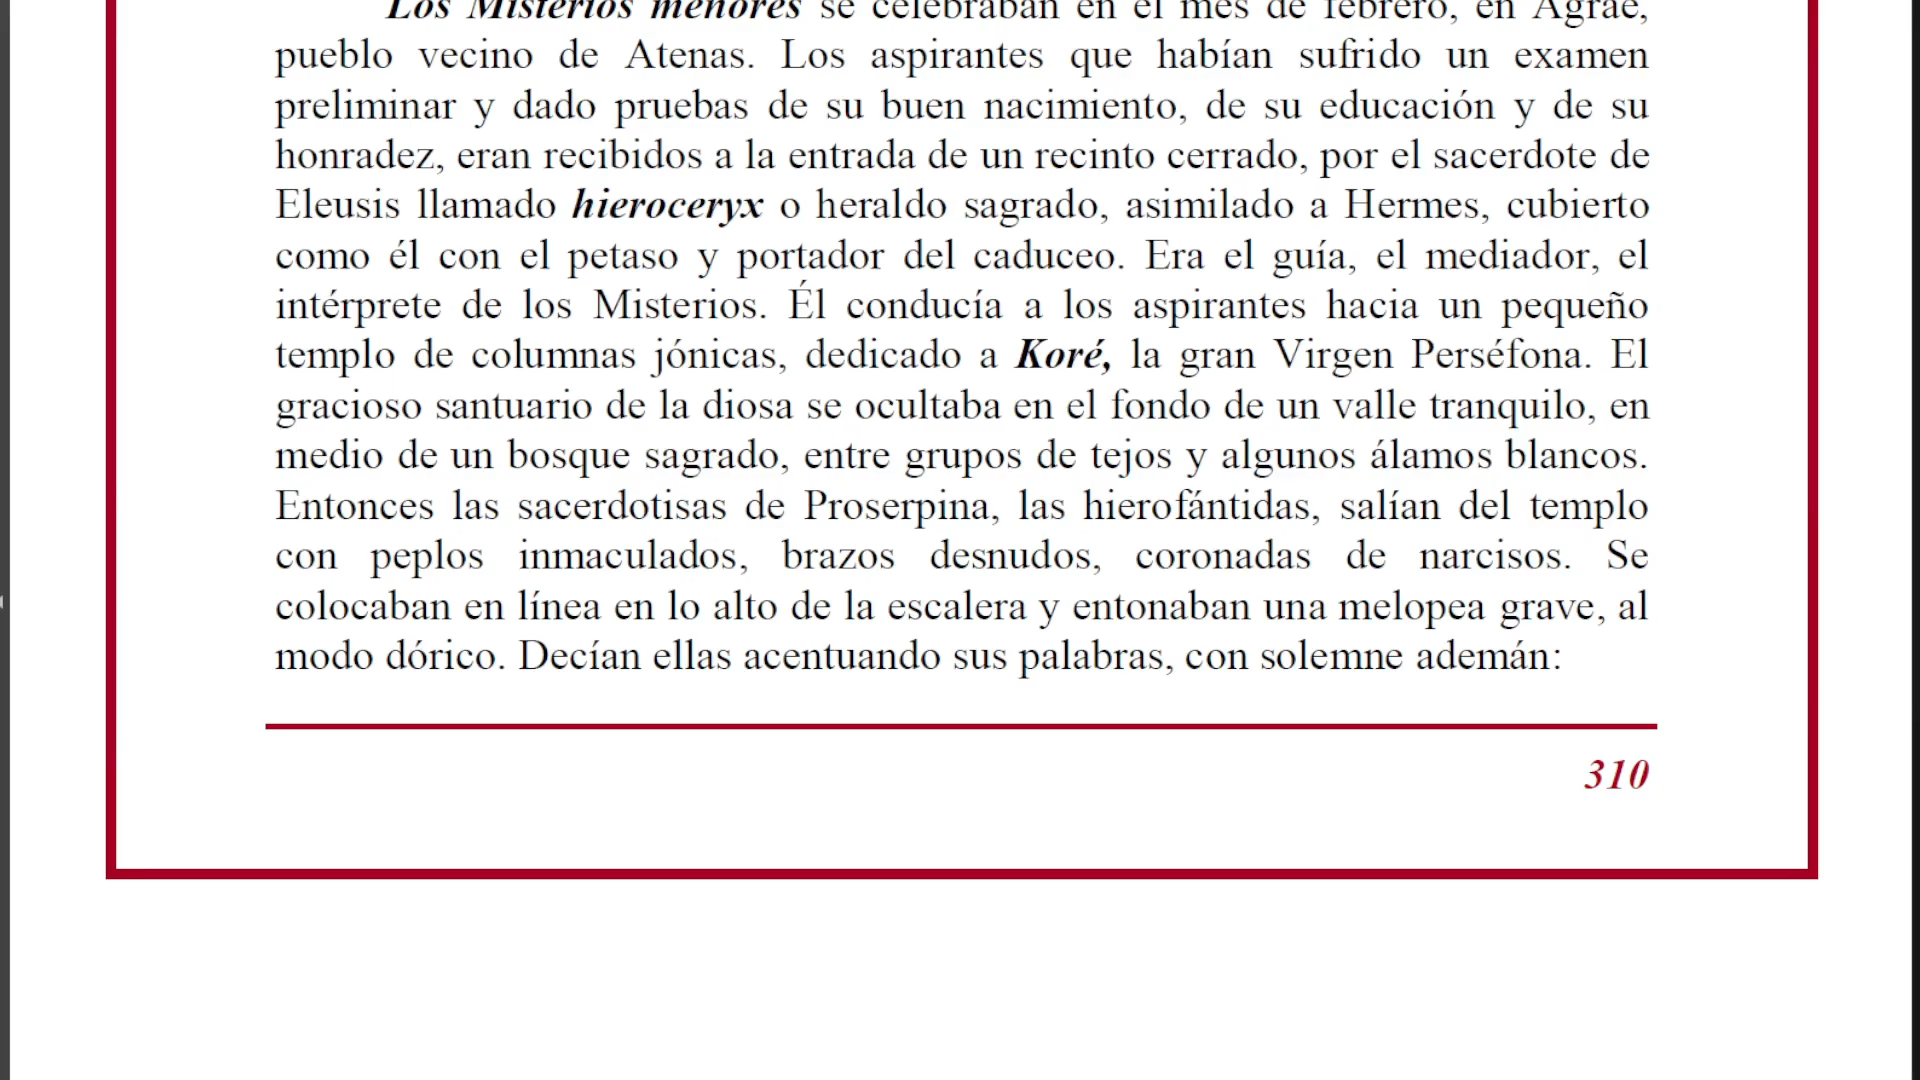 Los Misterios menores se celebraban en el mes de febrero, en Agrae,
pueblo vecino de Atenas. Los aspirantes que habían sufrido un examen
preliminar y dado pruebas de su buen nacimiento, de su educación y de su
honradez, eran recibidos a la entrada de un recinto cerrado, por el sacerdote de
Eleusis llamado hieroceryx o heraldo sagrado, asimilado a Hermes, cubierto
como él con el petaso y portador del caduceo. Era el guía, el mediador, el
intérprete de los Misterios. Él conducía a los aspirantes hacia un pequeño
templo de columnas jónicas, dedicado a Koré, la gran Virgen Perséfona. El
gracioso santuario de la diosa se ocultaba en el fondo de un valle tranquilo, en
medio de un bosque sagrado, entre grupos de tejos y algunos álamos blancos.
Entonces las sacerdotisas de Proserpina, las hierofántidas, salían del templo
con peplos inmaculados, brazos desnudos, coronadas de narcisos. Se
colocaban en línea en lo alto de la escalera y entonaban una melopea grave, al
modo dórico. Decían ellas acentuando sus palabras, con solemne ademán:
310